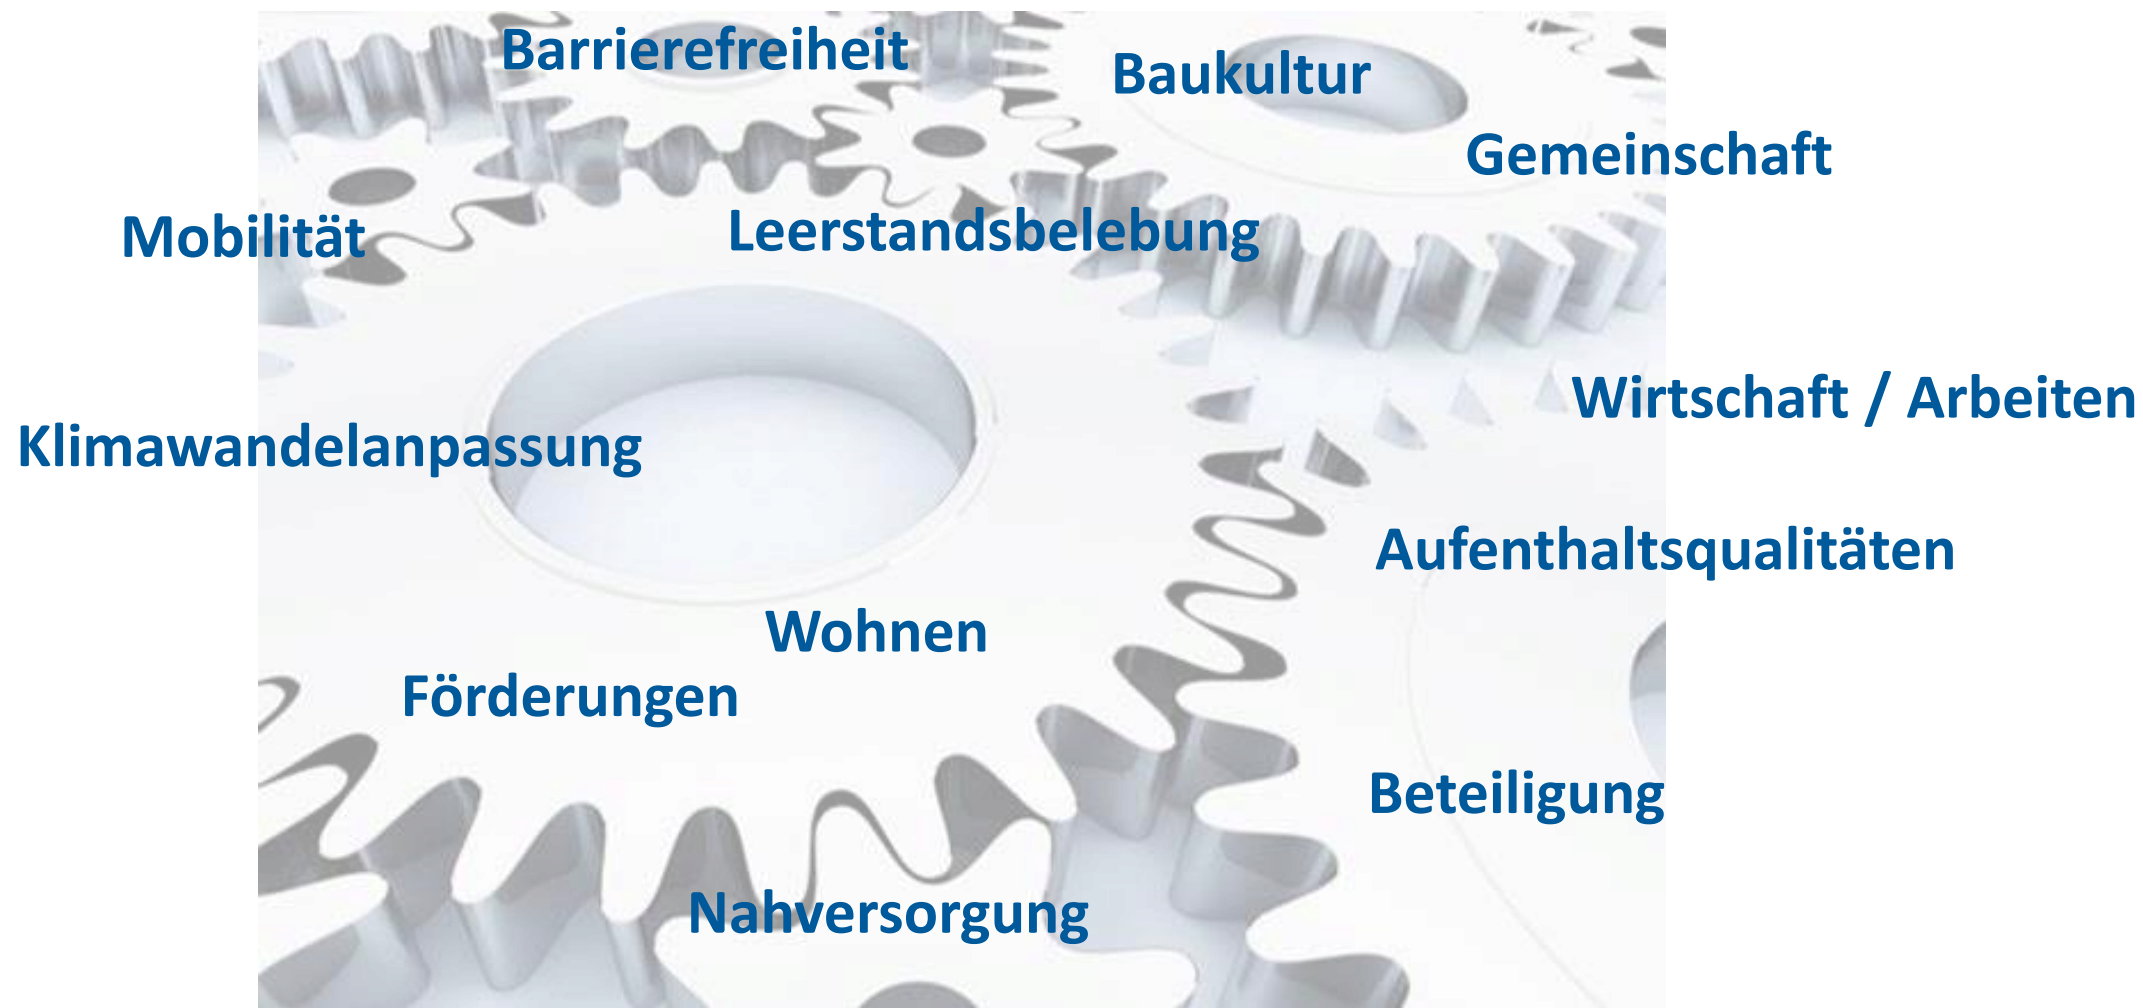 Barrierefreiheit
Baukultur
Gemeinschaft
Mobilität
Leerstandsbelebung
Wirtschaft / Arbeiten
Klimawandelanpassung
Aufenthaltsqualitäten
Wohnen
Förderungen
Beteiligung
Nahversorgung